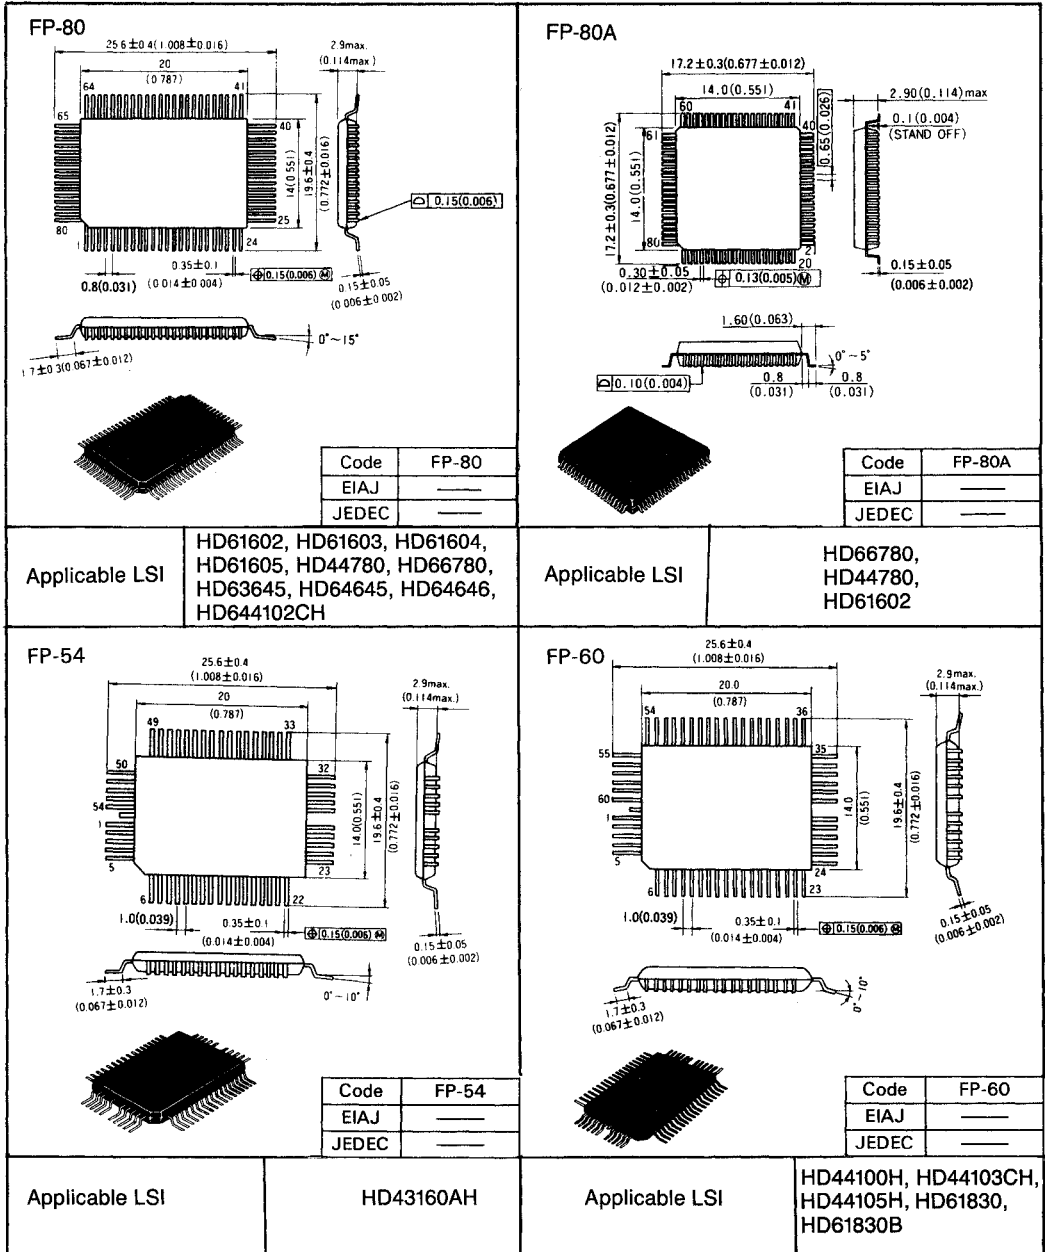 FP-80
25.6±0.4(1.008±0.016)
20
(0.787)
2.9max.
(0.114max.)
64
41
65
40
14(0.551)
19.6±0.4
(0.772±0.016)
⌓ 0.15(0.006)
80
25
1
24
0.8(0.031)
0.35±0.1
(0.014±0.004)
⌖ 0.15(0.006) Ⓜ
0.15±0.05
(0.006±0.002)
0°~15°
1.7±0.3(0.067±0.012)
Code FP-80
EIAJ ——
JEDEC ——
Applicable LSI
HD61602, HD61603, HD61604,
HD61605, HD44780, HD66780,
HD63645, HD64645, HD64646,
HD644102CH
FP-80A
17.2±0.3(0.677±0.012)
14.0(0.551)
2.90(0.114)max
0.1(0.004)
(STAND OFF)
60
41
61
40
0.65(0.026)
17.2±0.3(0.677±0.012)
14.0(0.551)
80
2
20
0.30±0.05
(0.012±0.002)
⌖ 0.13(0.005)Ⓜ
0.15±0.05
(0.006±0.002)
1.60(0.063)
0°~5°
⌓ 0.10(0.004)
0.8
(0.031)
0.8
(0.031)
Code FP-80A
EIAJ ——
JEDEC ——
Applicable LSI
HD66780,
HD44780,
HD61602
FP-54
25.6±0.4
(1.008±0.016)
20
(0.787)
2.9max.
(0.114max.)
49
33
50
32
54
1
14.0(0.551)
19.6±0.4
(0.772±0.016)
5
23
6
22
1.0(0.039)
0.35±0.1
(0.014±0.004)
⌖ 0.15(0.006) Ⓜ
0.15±0.05
(0.006±0.002)
1.7±0.3
(0.067±0.012)
0°~10°
Code FP-54
EIAJ ——
JEDEC ——
Applicable LSI
HD43160AH
FP-60
25.6±0.4
(1.008±0.016)
20.0
(0.787)
2.9max.
(0.114max.)
54
36
55
35
60
1
14.0
(0.551)
19.6±0.4
(0.772±0.016)
5
24
6
23
1.0(0.039)
0.35±0.1
(0.014±0.004)
⌖ 0.15(0.006) Ⓜ
0.15±0.05
(0.006±0.002)
1.7±0.3
(0.067±0.012)
0°~10°
Code FP-60
EIAJ ——
JEDEC ——
Applicable LSI
HD44100H, HD44103CH,
HD44105H, HD61830,
HD61830B